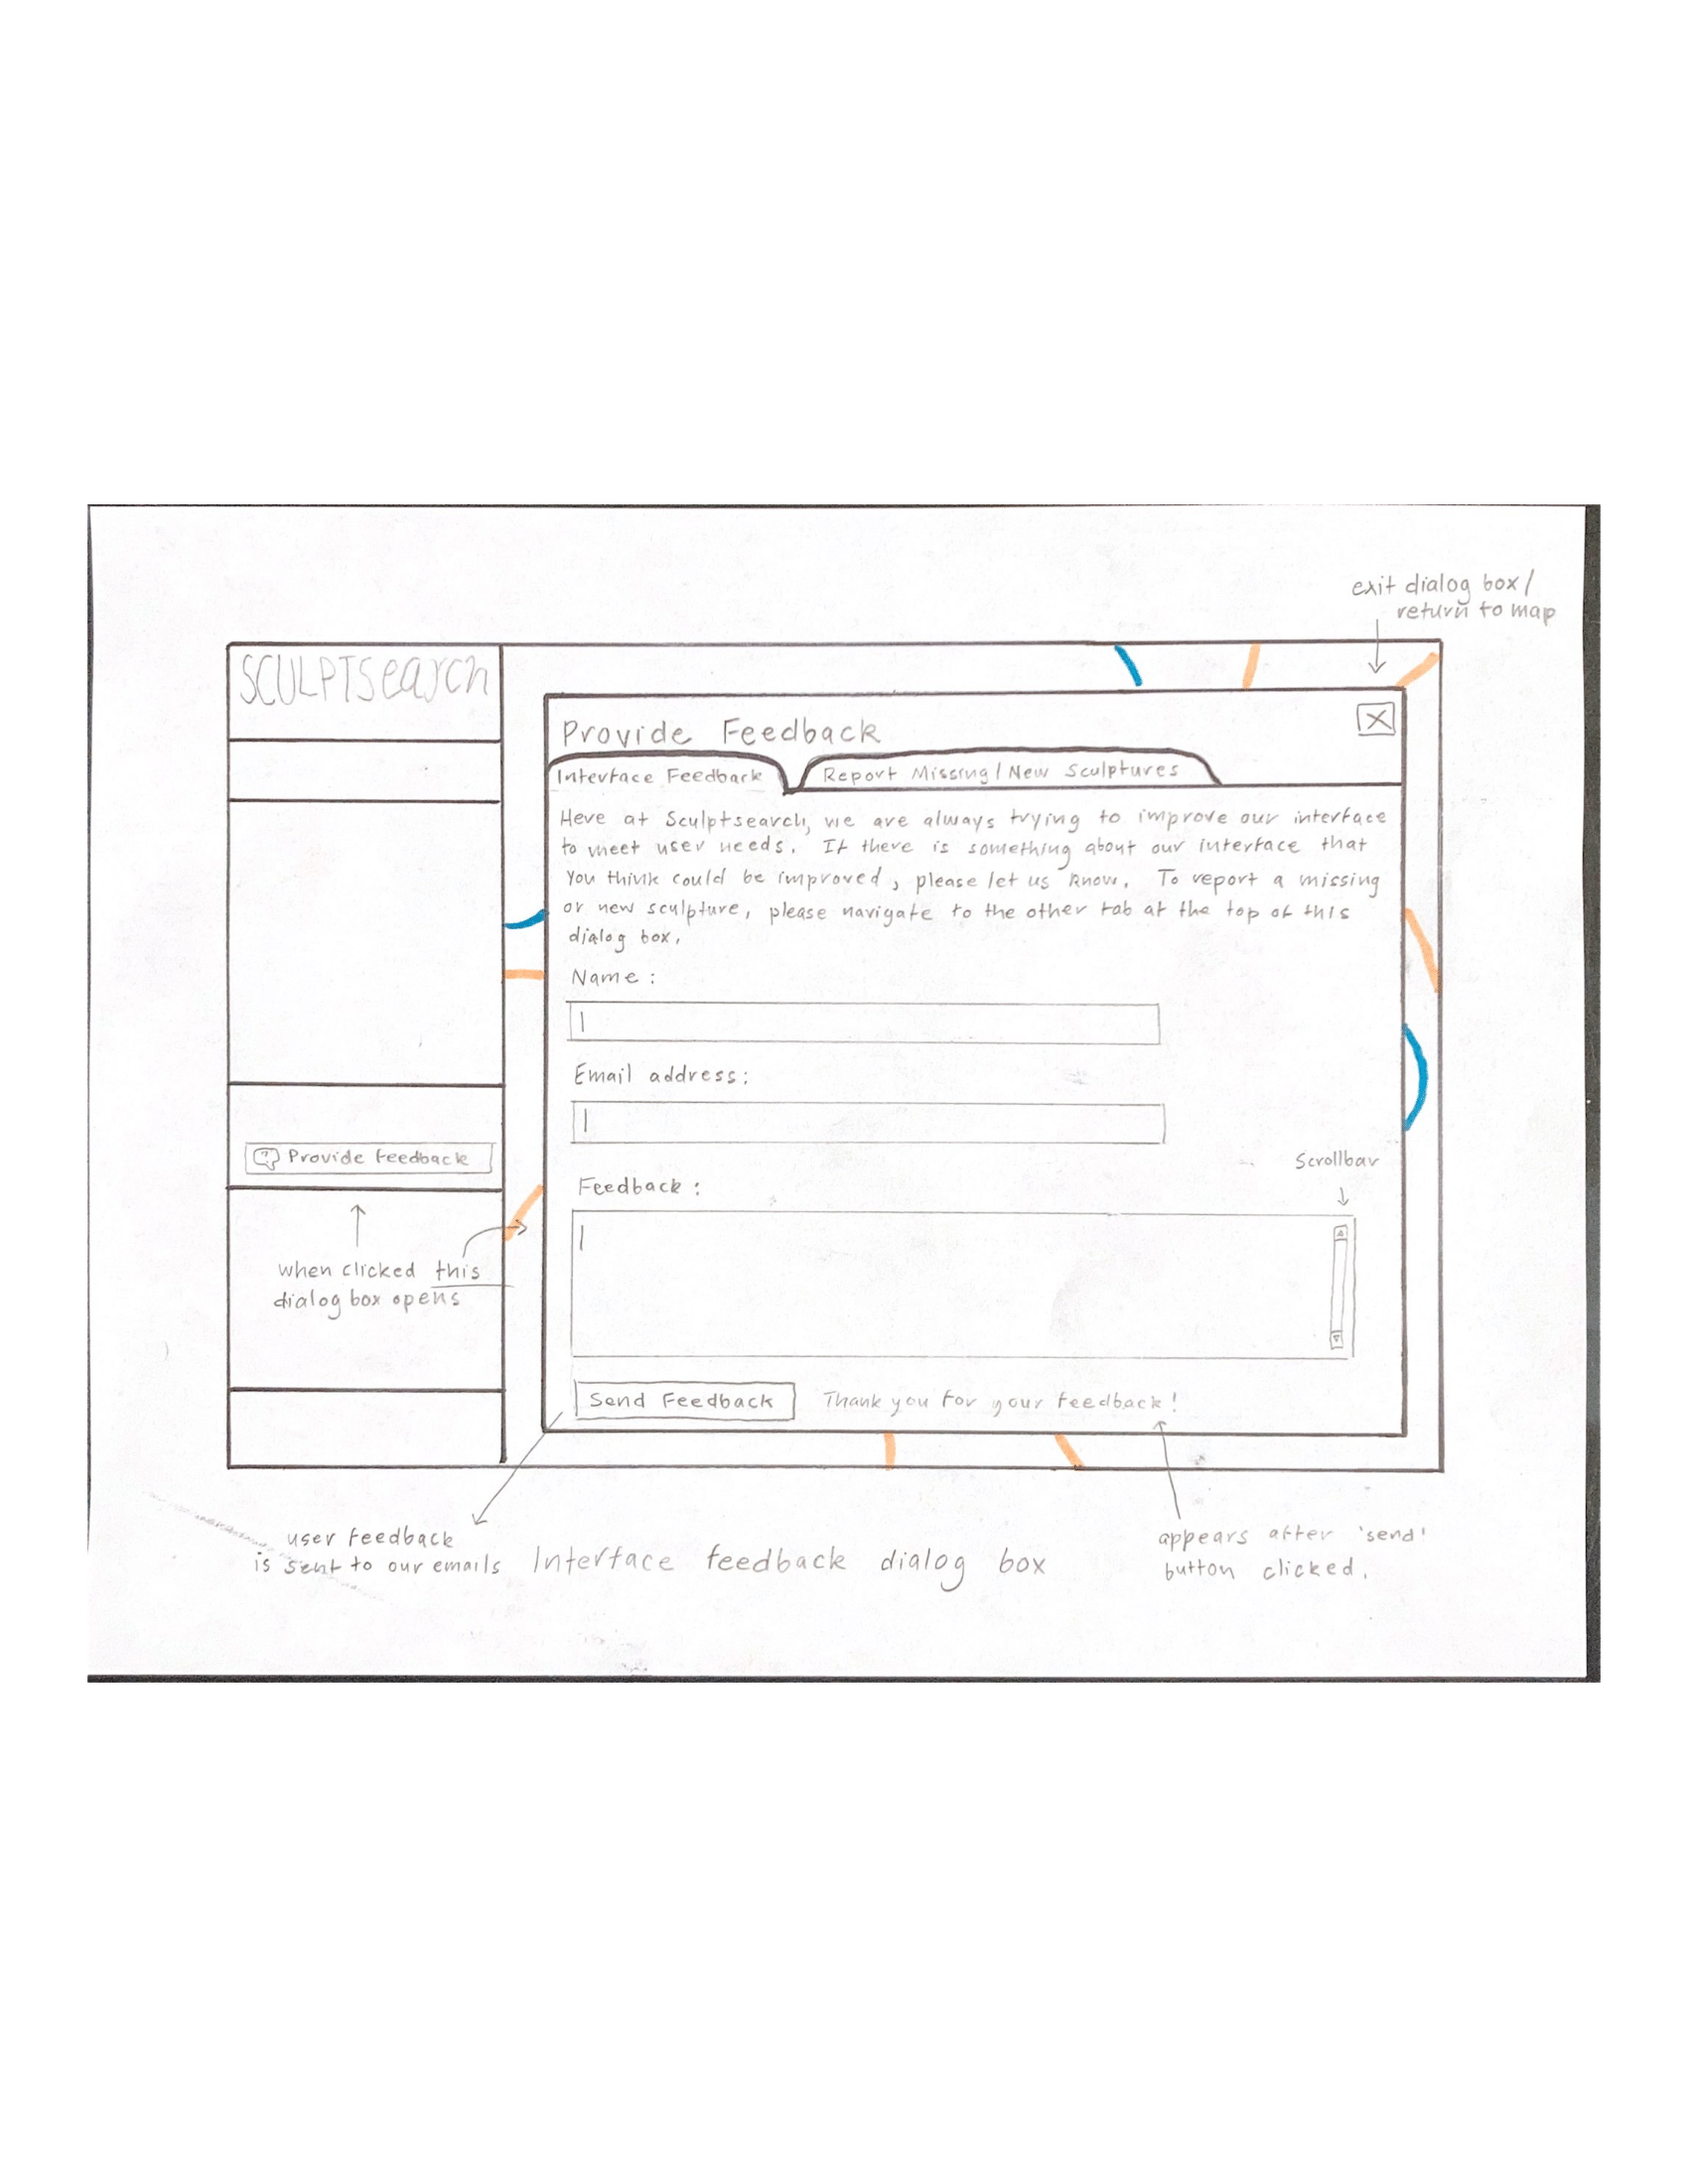 exit dialog box/
return to map
SCULPTSearch
Provide Feedback
Interface Feedback
Report Missing/New Sculptures
Here at Sculptsearch, we are always trying to improve our interface
to meet user needs. If there is something about our interface that
you think could be improved, please let us know. To report a missing
or new sculpture, please navigate to the other tab at the top of this
dialog box.
Name:
Email address:
Provide Feedback
Scrollbar
Feedback:
when clicked this
dialog box opens
Send Feedback
Thank you for your feedback!
user feedback
is sent to our emails
Interface feedback dialog box
appears after 'send'
button clicked.